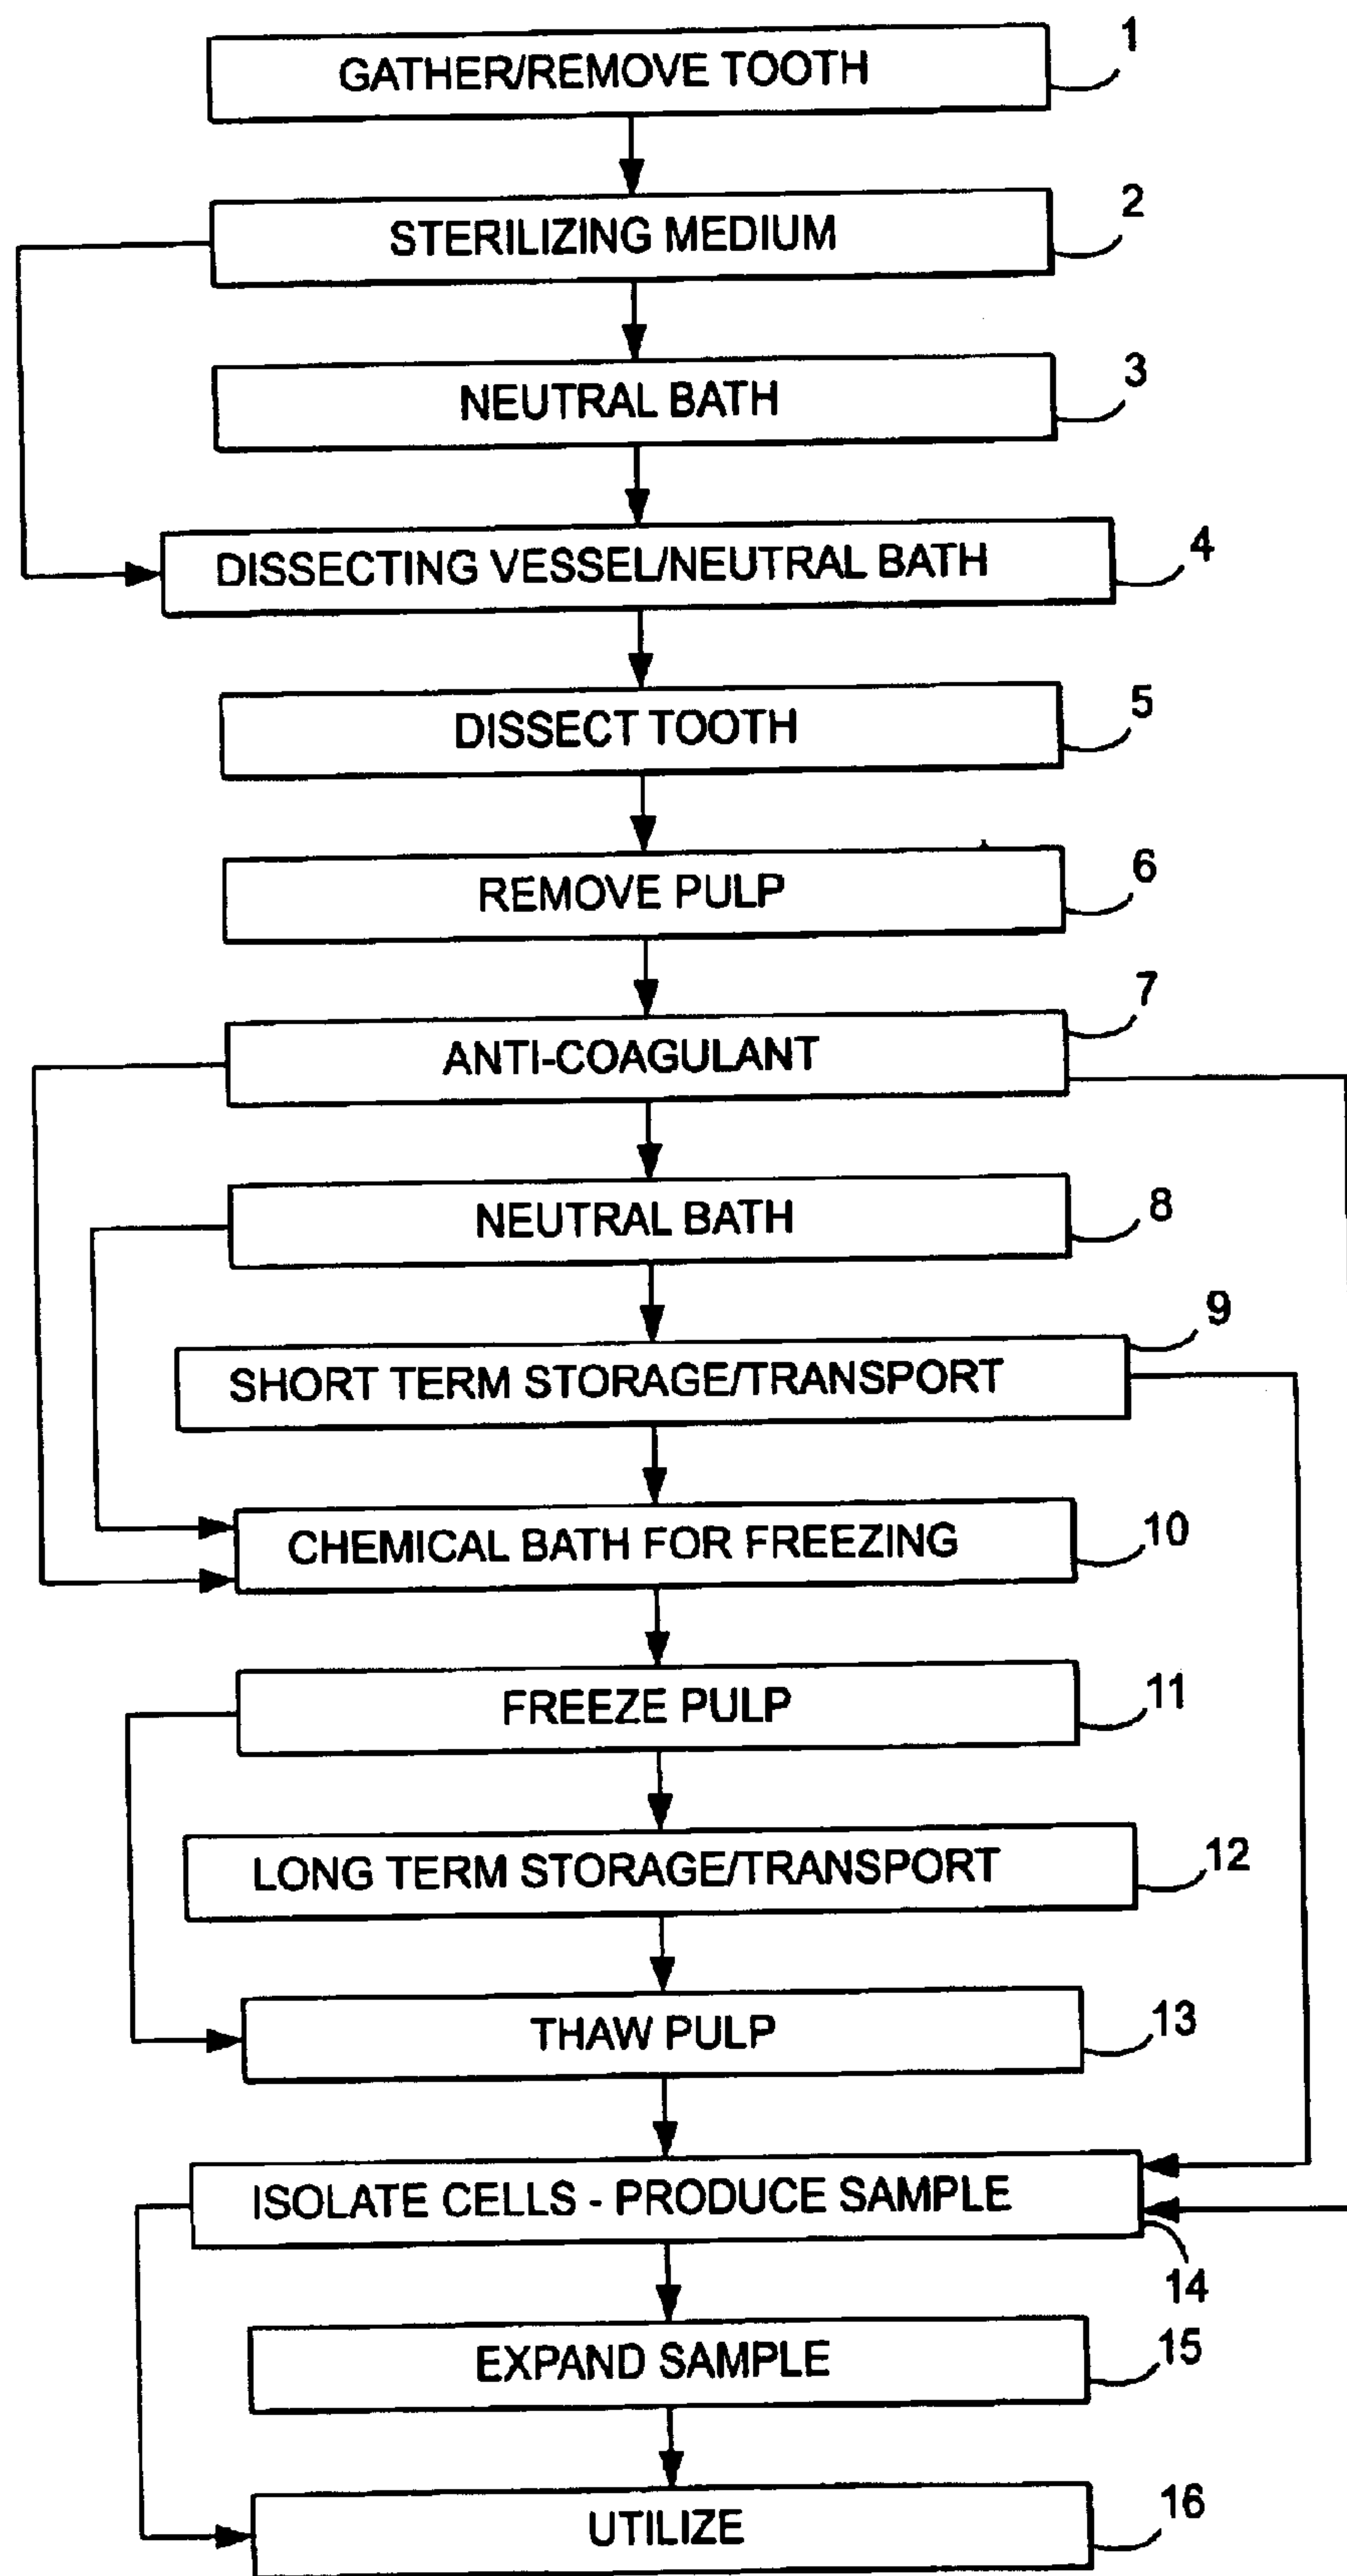 GATHER/REMOVE TOOTH 1
STERILIZING MEDIUM 2
NEUTRAL BATH 3
DISSECTING VESSEL/NEUTRAL BATH 4
DISSECT TOOTH 5
REMOVE PULP 6
ANTI-COAGULANT 7
NEUTRAL BATH 8
SHORT TERM STORAGE/TRANSPORT 9
CHEMICAL BATH FOR FREEZING 10
FREEZE PULP 11
LONG TERM STORAGE/TRANSPORT 12
THAW PULP 13
ISOLATE CELLS - PRODUCE SAMPLE 14
EXPAND SAMPLE 15
UTILIZE 16